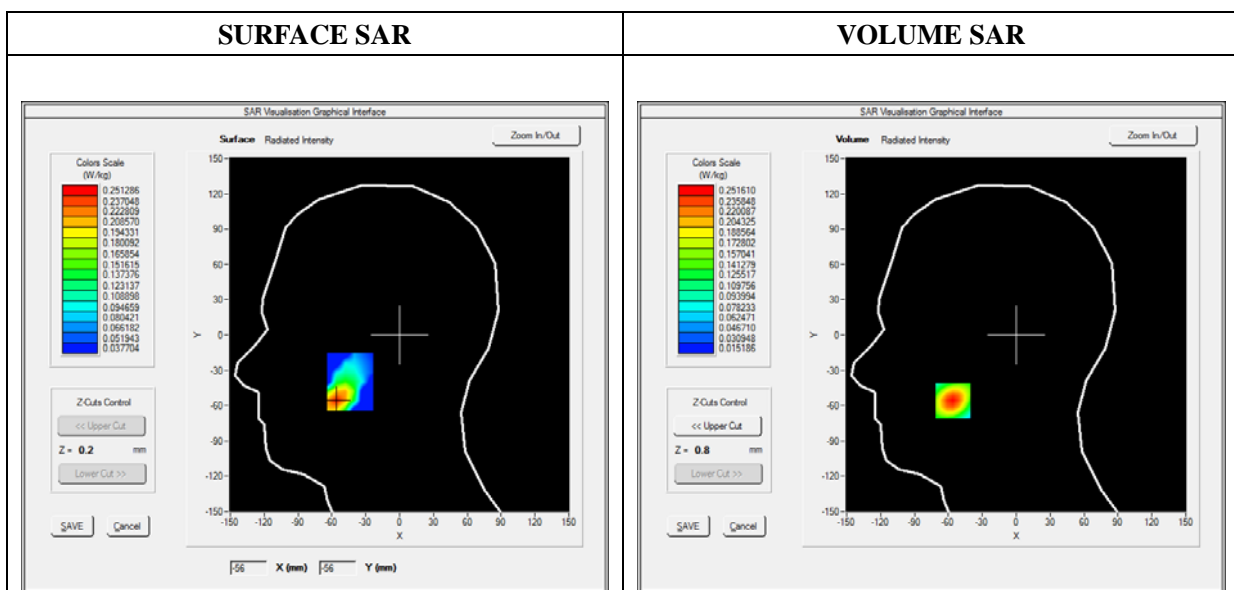 SURFACE SAR
VOLUME SAR
SAR Visualisation Graphical Interface
Surface Radiated Intensity
Zoom In/Out
Colors Scale
(W/kg)
0.251286
0.237048
0.222809
0.208570
0.194331
0.180092
0.165854
0.151615
0.137376
0.123137
0.108898
0.094659
0.080421
0.066182
0.051943
0.037704
Z-Cuts Control
<< Upper Cut
Z = 0.2 mm
Lower Cut >>
SAVE Cancel
150
120
90
60
30
Y 0
-30
-60
-90
-120
-150
-150 -120 -90 -60 -30 0 30 60 90 120 150
X
-56 X (mm) -56 Y (mm)
SAR Visualisation Graphical Interface
Volume Radiated Intensity
Zoom In/Out
Colors Scale
(W/kg)
0.251610
0.235848
0.220087
0.204325
0.188564
0.172802
0.157041
0.141279
0.125517
0.109756
0.093994
0.078233
0.062471
0.046710
0.030948
0.015186
Z-Cuts Control
<< Upper Cut
Z = 0.8 mm
Lower Cut >>
SAVE Cancel
150
120
90
60
30
Y 0
-30
-60
-90
-120
-150
-150 -120 -90 -60 -30 0 30 60 90 120 150
X